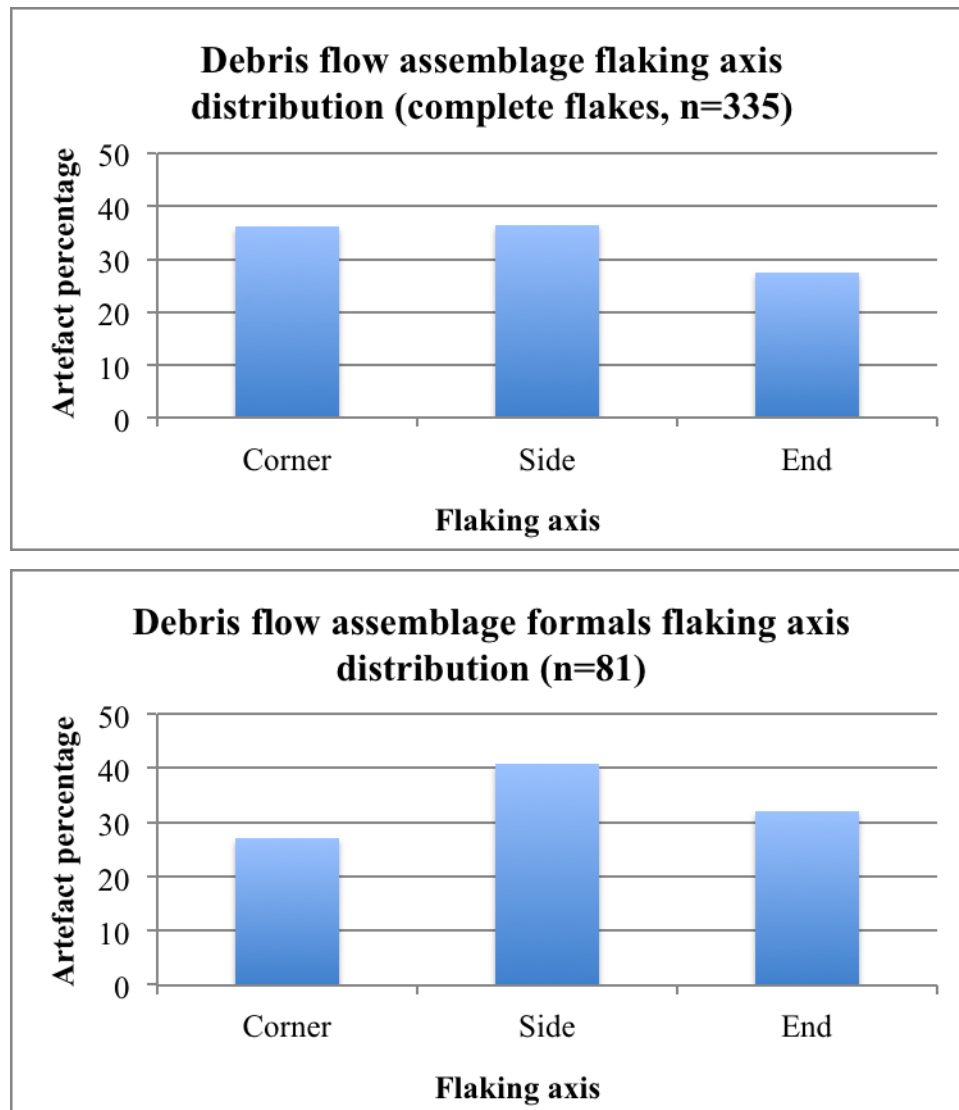 Debris flow assemblage flaking axis
distribution (complete flakes, n=335)
Artefact percentage
50
40
30
20
10
0
Corner Side End
Flaking axis
Debris flow assemblage formals flaking axis
distribution (n=81)
Artefact percentage
50
40
30
20
10
0
Corner Side End
Flaking axis